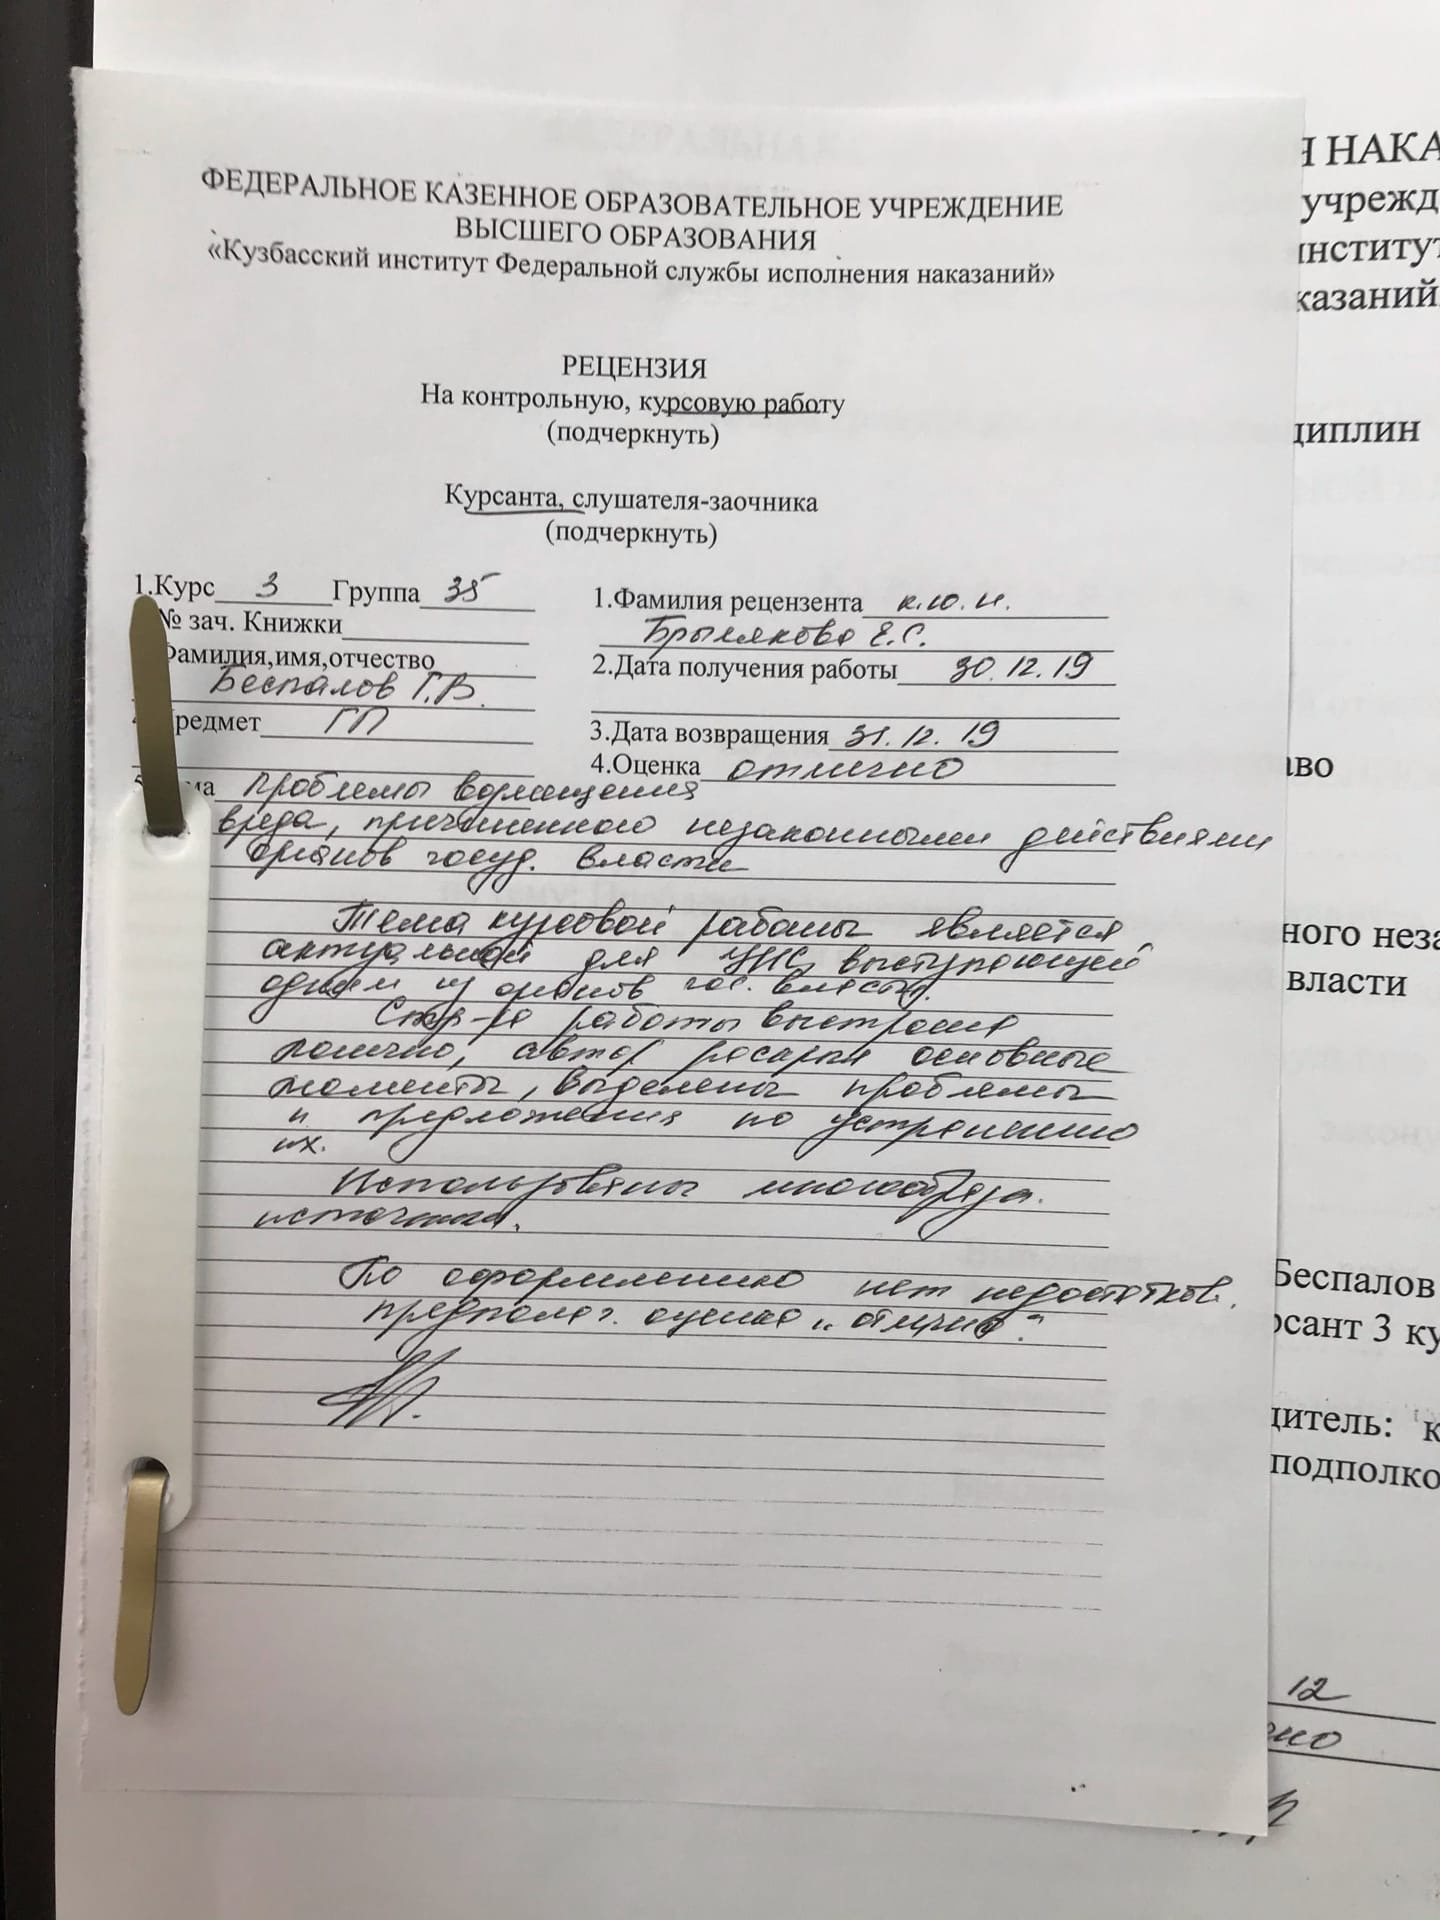 ФЕДЕРАЛЬНОЕ КАЗЕННОЕ ОБРАЗОВАТЕЛЬНОЕ УЧРЕЖДЕНИЕ
ВЫСШЕГО ОБРАЗОВАНИЯ
«Кузбасский институт Федеральной службы исполнения наказаний»
РЕЦЕНЗИЯ
На контрольную, курсовую работу
(подчеркнуть)
Курсанта, слушателя-заочника
(подчеркнуть)
1.Курс 3 Группа 35
№ зач. Книжки
Фамилия,имя,отчество
Беспалов Г.В.
редмет ГП
1.Фамилия рецензента к.ю.н.
Брылякова Е.С.
2.Дата получения работы 30.12.19
3.Дата возвращения 31.12.19
4.Оценка отлично
5 ма проблемы возмещения
вреда, причиненного незаконными действиями
органов госуд. власти
Тема курсовой работы является
актуальной для УИС, выступающей
одним из органов гос. власти.
Стр-ра работы выстроена
логично, автор раскрыл основные
моменты, выделены проблемы
и предложения по устранению
их.
Использованы многообраз.
источники.
По оформлению нет недостатков.
предполаг. оценка „отлично“
Я НАКА
учрежд
институт
казаний
циплин
аво
ного неза
власти
Беспалов
рсант 3 ку
дитель: к
подполко
12
чно